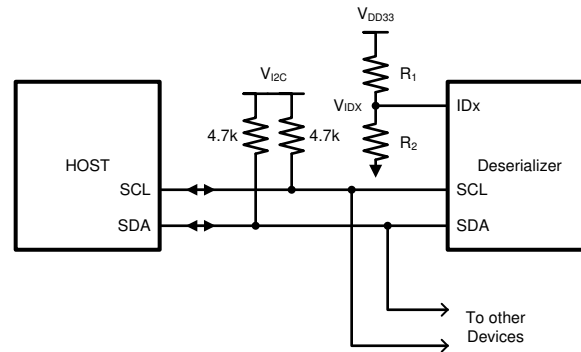 VDD33
VI2C
R1
VIDX
IDx
4.7k
4.7k
R2
HOST
Deserializer
SCL
SCL
SDA
SDA
To other
Devices